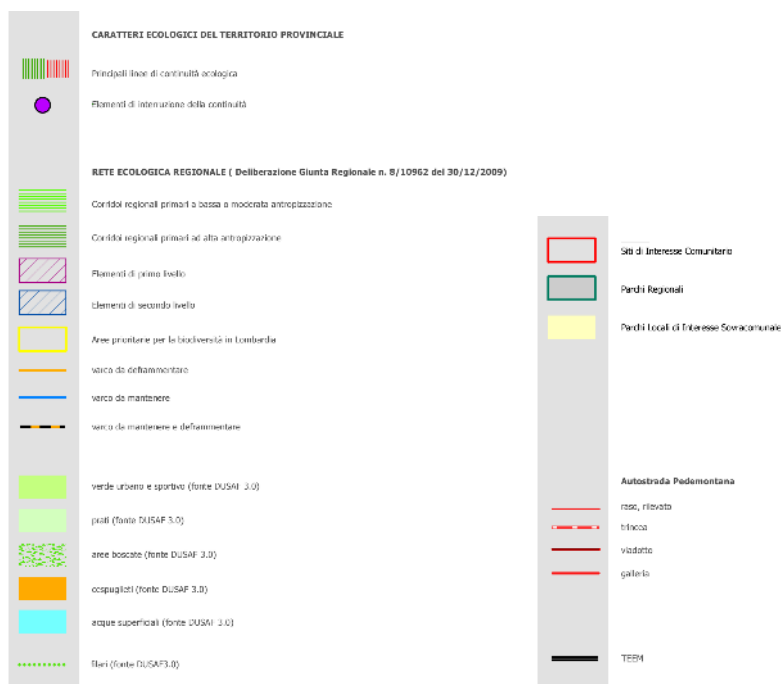 CARATTERI ECOLOGICI DEL TERRITORIO PROVINCIALE
Principali linee di continuità ecologica
Elementi di interruzione della continuità
RETE ECOLOGICA REGIONALE ( Deliberazione Giunta Regionale n. 8/10962 del 30/12/2009)
Corridoi regionali primari a bassa o moderata antropizzazione
Corridoi regionali primari ad alta antropizzazione
Elementi di primo livello
Elementi di secondo livello
Aree prioritarie per la biodiversità in Lombardia
varco da deframmentare
varco da mantenere
varco da mantenere e deframmentare
verde urbano e sportivo (fonte DUSAF 3.0)
prati (fonte DUSAF 3.0)
aree boscate (fonte DUSAF 3.0)
cespuglieti (fonte DUSAF 3.0)
acque superficiali (fonte DUSAF 3.0)
filari (fonte DUSAF3.0)
Siti di Interesse Comunitario
Parchi Regionali
Parchi Locali di Interesse Sovracomunale
Autostrada Pedemontana
raso, rilevato
trincea
viadotto
galleria
TEEM